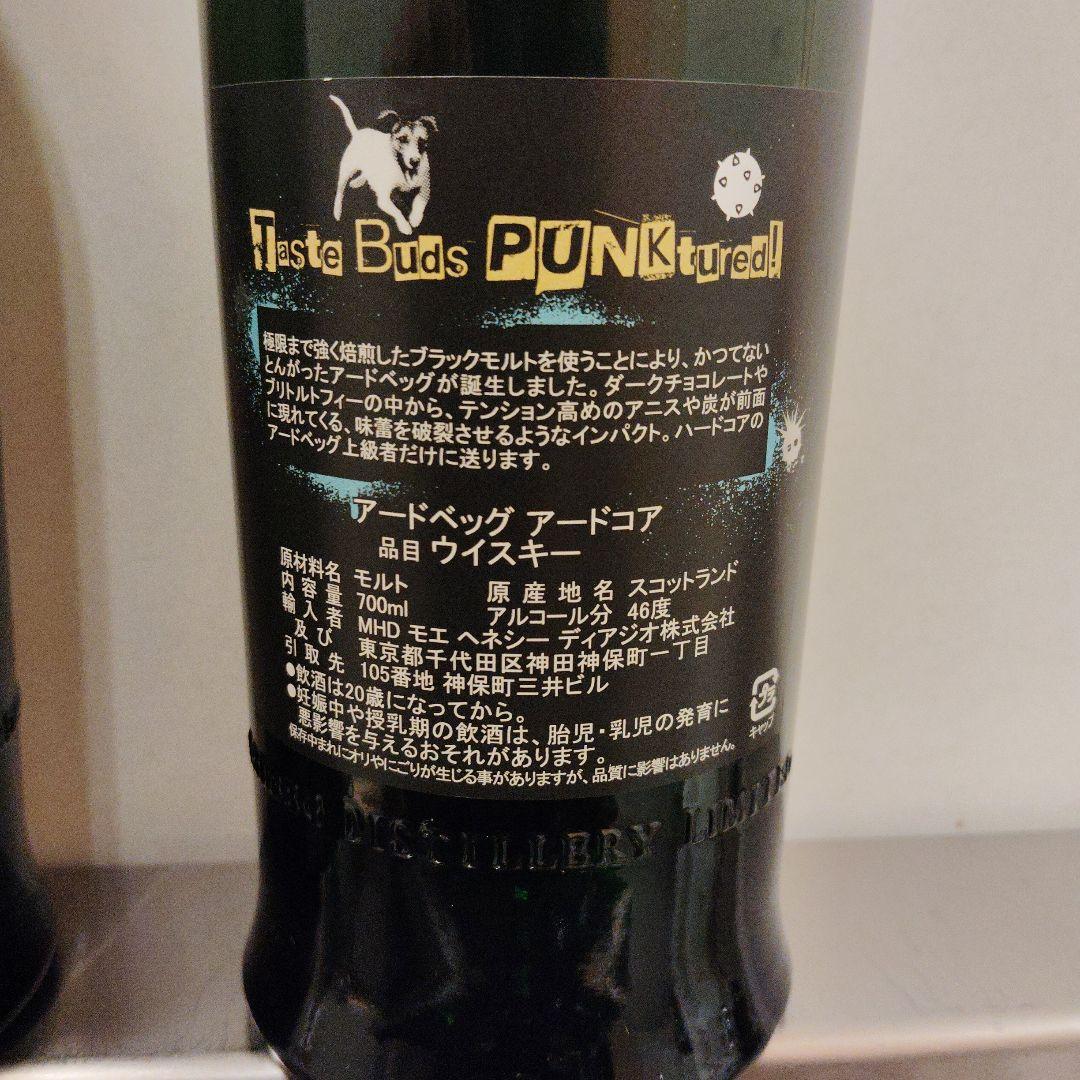 Taste Buds PUNKtured!
極限まで強く焙煎したブラックモルトを使うことにより、かつてない
とんがったアードベッグが誕生しました。ダークチョコレートや
ブリトルトフィーの中から、テンション高めのアニスや炭が前面
に現れてくる、味蕾を破裂させるようなインパクト。ハードコアの
アードベッグ上級者だけに送ります。
アードベッグ アードコア
品目 ウイスキー
原材料名 モルト 原産地名 スコットランド
内容量 700ml アルコール分 46度
輸入者 MHD モエ ヘネシー ディアジオ株式会社
及び 東京都千代田区神田神保町一丁目
引取先 105番地 神保町三井ビル
●飲酒は20歳になってから。
●妊娠中や授乳期の飲酒は、胎児・乳児の発育に
悪影響を与えるおそれがあります。
保存中まれにオリやにごりが生じる事がありますが、品質に影響はありません。
プラ
キャップ
DISTILLERY LIMITED